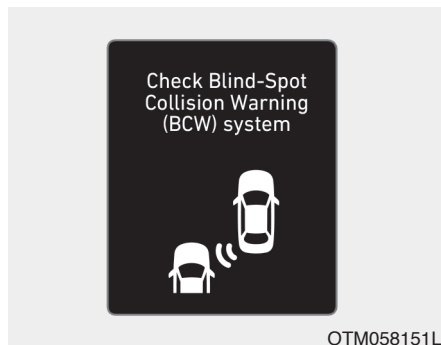 Check Blind-Spot
Collision Warning
(BCW) system
OTM058151L